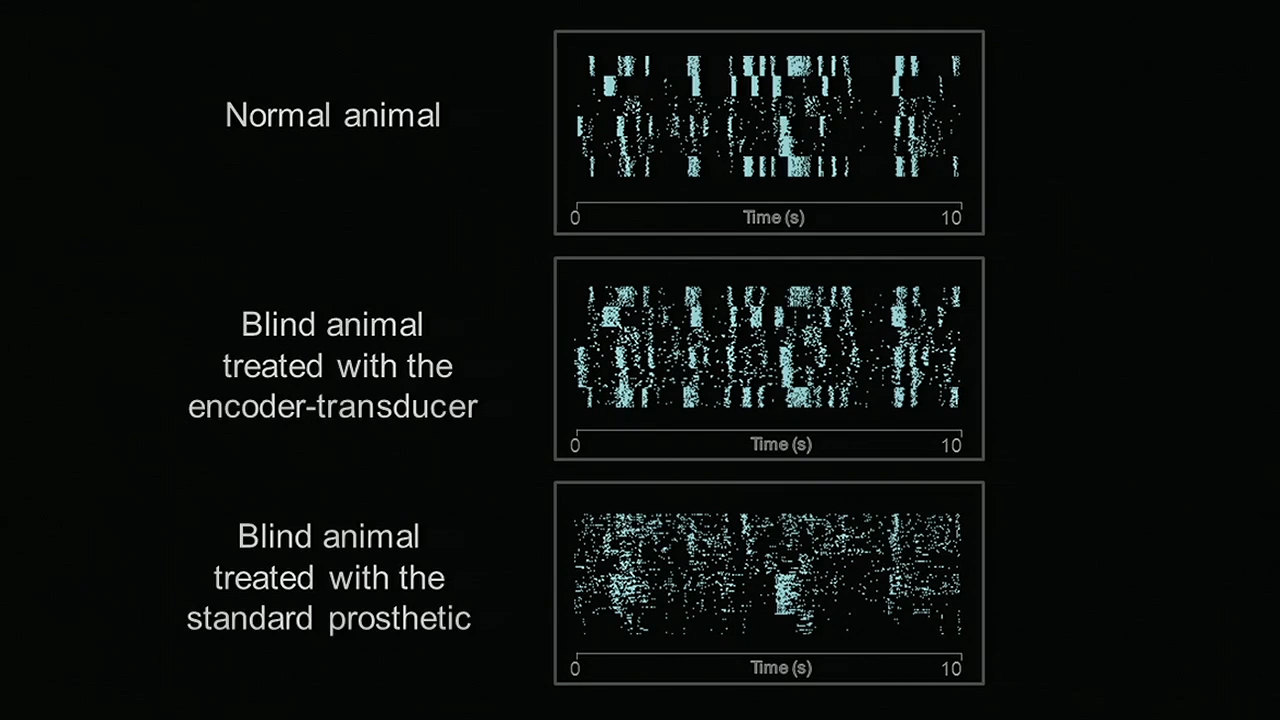 Normal animal
0 Time (s) 10
Blind animal
treated with the
encoder-transducer
0 Time (s) 10
Blind animal
treated with the
standard prosthetic
0 Time (s) 10